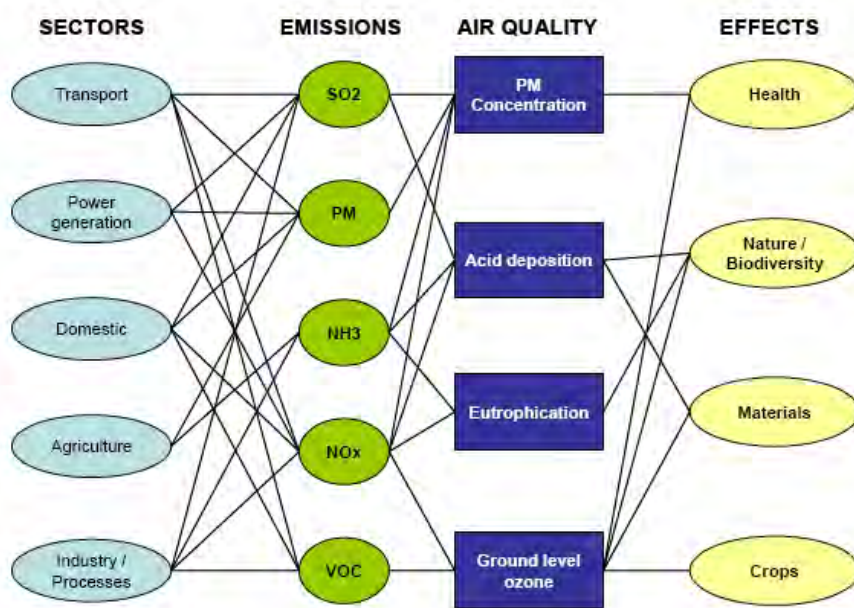 SECTORS
EMISSIONS
AIR QUALITY
EFFECTS
Transport
SO2
PM
Concentration
Health
Power
generation
PM
Acid deposition
Nature /
Biodiversity
Domestic
NH3
Eutrophication
Materials
Agriculture
NOx
Industry /
Processes
VOC
Ground level
ozone
Crops